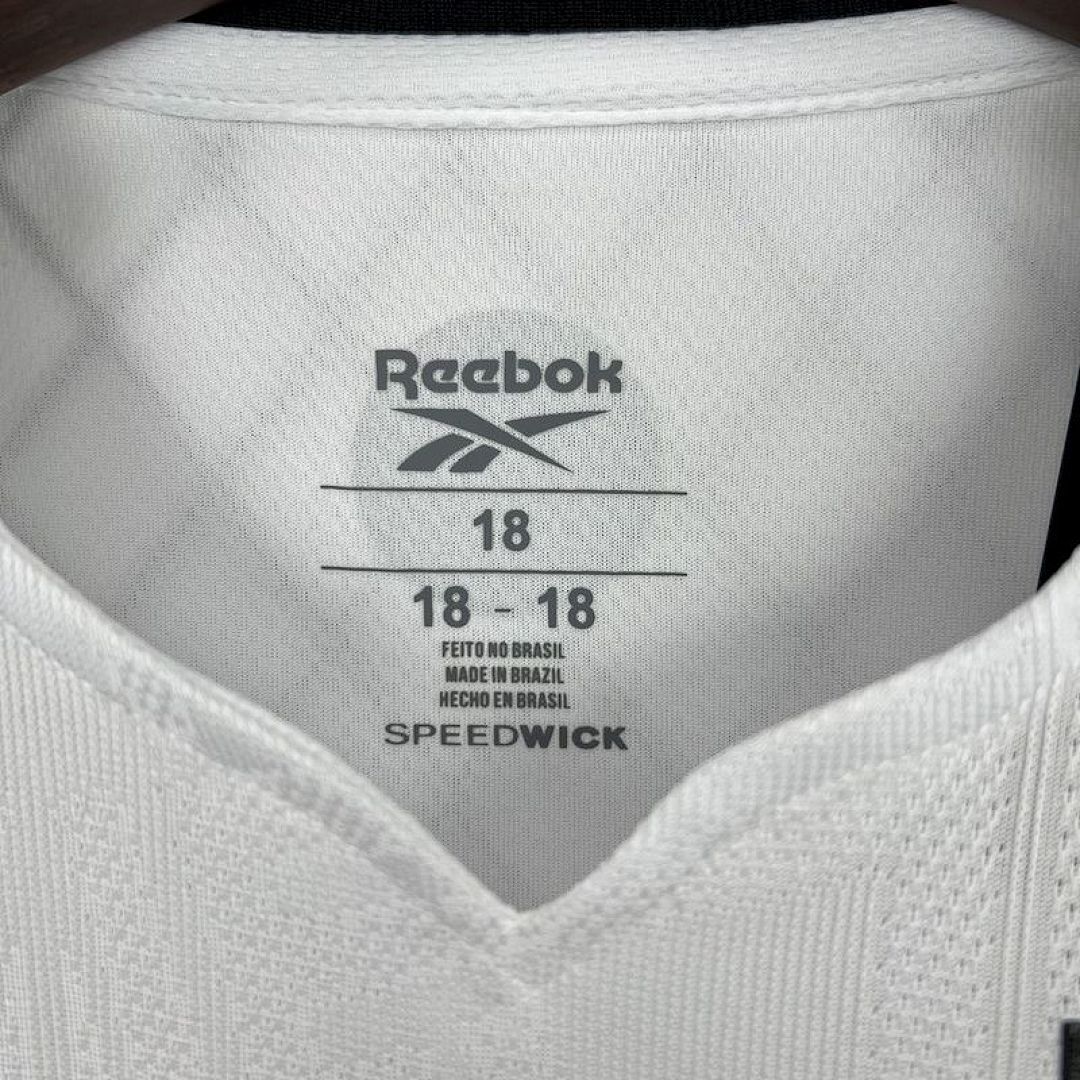 Reebok
18
18 - 18
FEITO NO BRASIL
MADE IN BRAZIL
HECHO EN BRASIL
SPEEDWICK